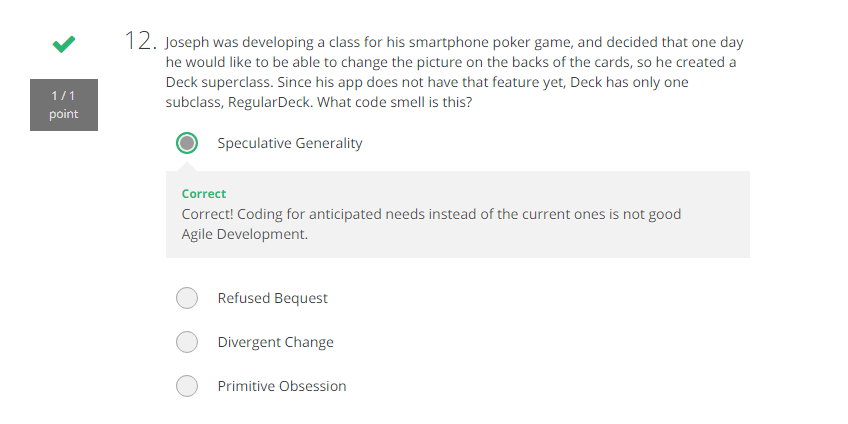 12. Joseph was developing a class for his smartphone poker game, and decided that one day
he would like to be able to change the picture on the backs of the cards, so he created a
Deck superclass. Since his app does not have that feature yet, Deck has only one
subclass, RegularDeck. What code smell is this?
1 / 1
point
Speculative Generality
Correct
Correct! Coding for anticipated needs instead of the current ones is not good
Agile Development.
Refused Bequest
Divergent Change
Primitive Obsession